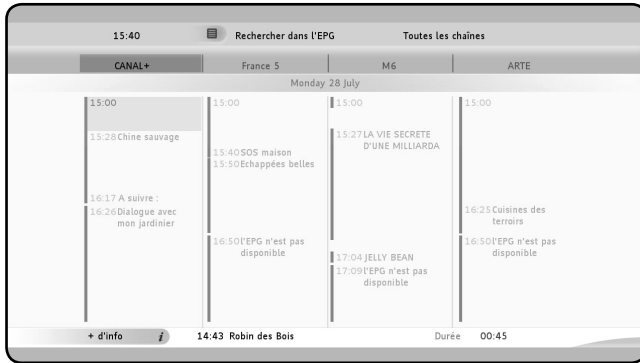 15:40 Rechercher dans l'EPG Toutes les chaînes
CANAL+ France 5 M6 ARTE
Monday 28 July
15:00
15:28 Chine sauvage
16:17 A suivre :
16:26 Dialogue avec
mon jardinier
15:00
15:40 SOS maison
15:50 Echappées belles
16:50 l'EPG n'est pas
disponible
15:00
15:27 LA VIE SECRETE
D'UNE MILLIARDA
17:04 JELLY BEAN
17:09 l'EPG n'est pas
disponible
15:00
16:25 Cuisines des
terroirs
16:50 l'EPG n'est pas
disponible
+ d'info i 14:43 Robin des Bois Durée 00:45